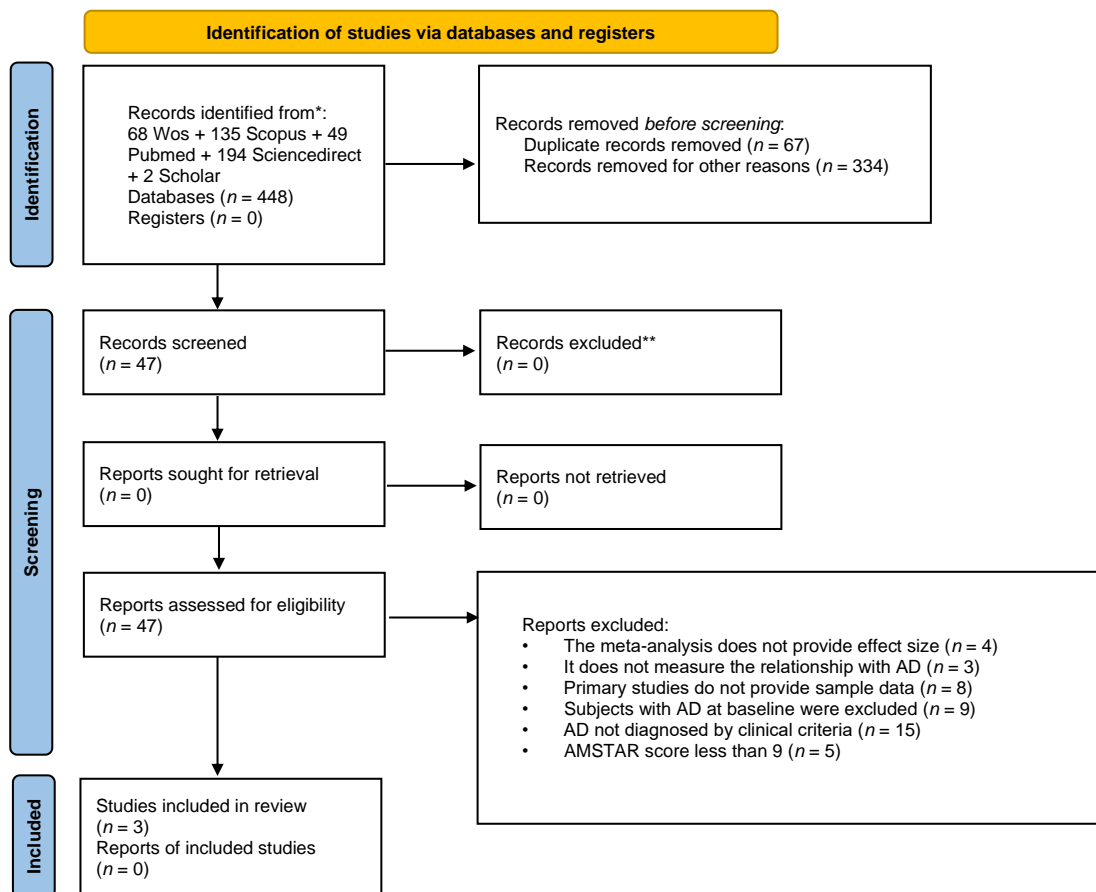 Identification of studies via databases and registers
Identification
Records identified from*:
68 Wos + 135 Scopus + 49
Pubmed + 194 Sciencedirect
+ 2 Scholar
Databases (n = 448)
Registers (n = 0)
Records removed before screening:
Duplicate records removed (n = 67)
Records removed for other reasons (n = 334)
Screening
Records screened
(n = 47)
Records excluded**
(n = 0)
Reports sought for retrieval
(n = 0)
Reports not retrieved
(n = 0)
Reports assessed for eligibility
(n = 47)
Reports excluded:
• The meta-analysis does not provide effect size (n = 4)
• It does not measure the relationship with AD (n = 3)
• Primary studies do not provide sample data (n = 8)
• Subjects with AD at baseline were excluded (n = 9)
• AD not diagnosed by clinical criteria (n = 15)
• AMSTAR score less than 9 (n = 5)
Included
Studies included in review
(n = 3)
Reports of included studies
(n = 0)